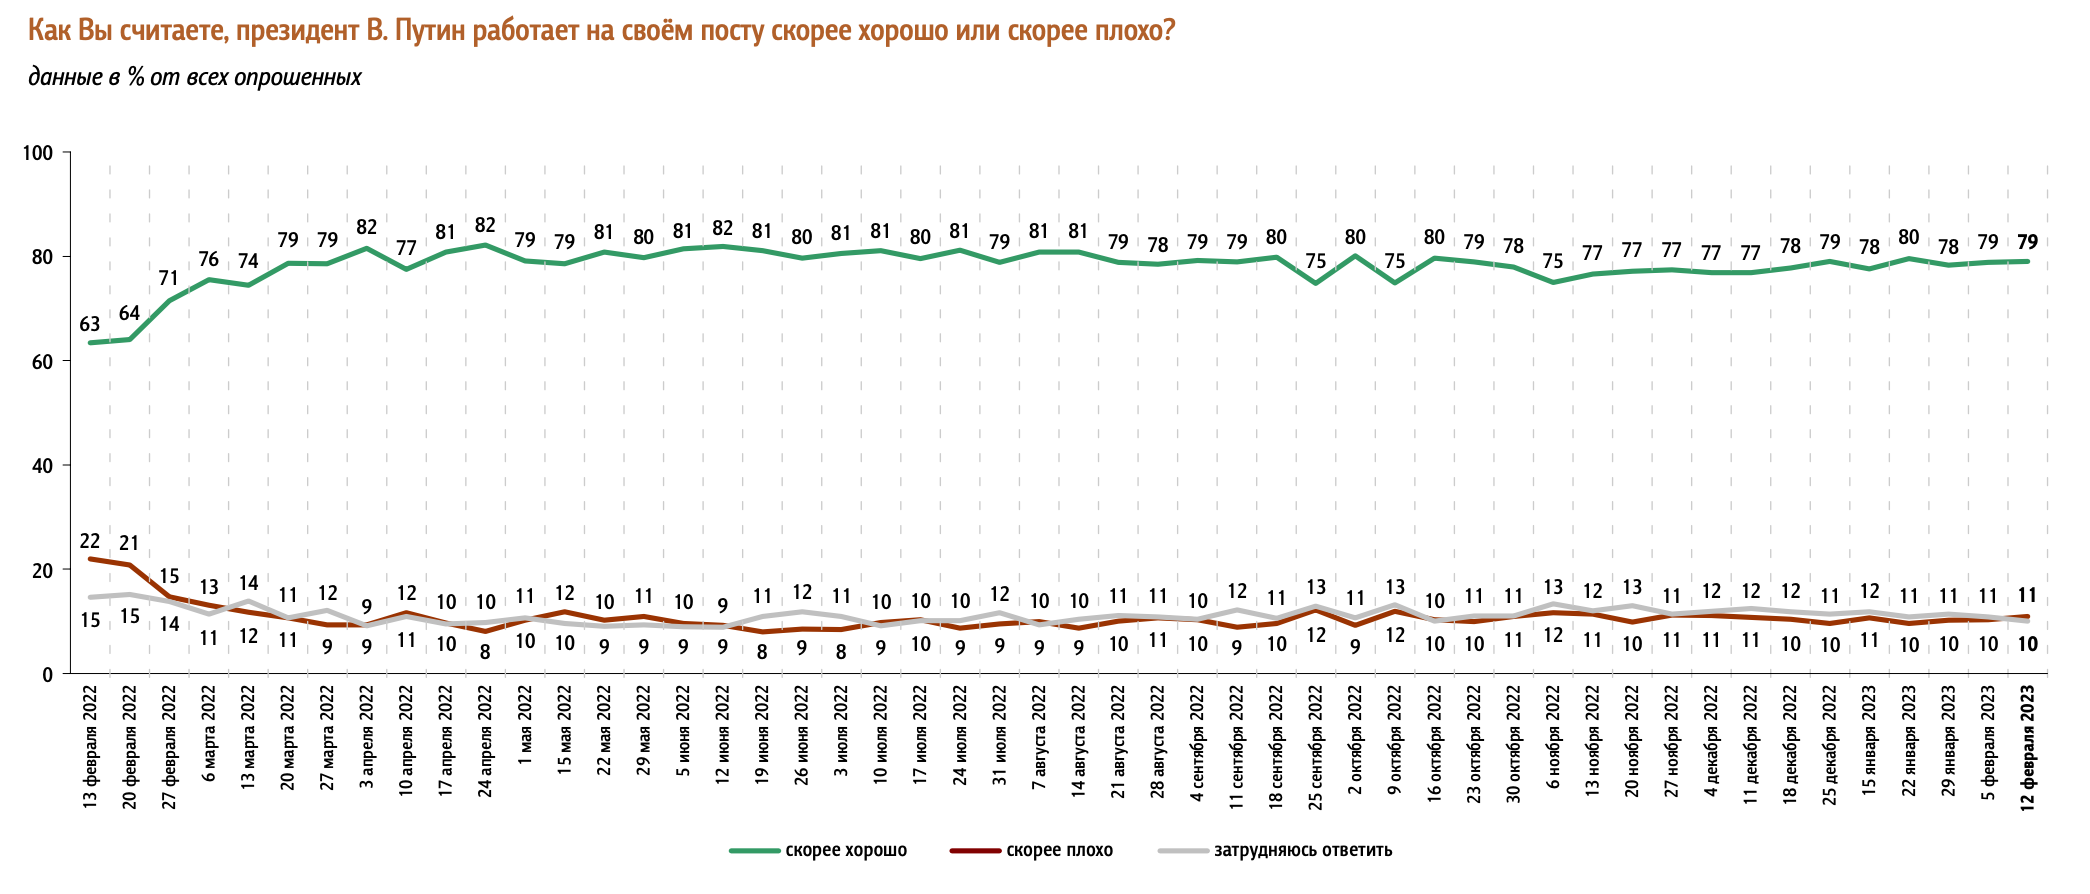 Как Вы считаете, президент В. Путин работает на своём посту скорее хорошо или скорее плохо?
данные в % от всех опрошенных
100
80
60
40
20
0
63 64 71 76 74 79 79 82 77 81 82 79 79 81 80 81 82 81 80 81 81 80 81 79 81 81 79 78 79 79 80 75 80 75 80 79 78 75 77 77 77 77 77 78 79 78 80 78 79 79
22 21 15 13 14 11 12 9 12 10 10 11 12 10 11 10 9 11 12 11 10 10 10 12 10 10 11 11 10 12 11 13 11 13 10 11 11 13 12 13 11 12 12 12 11 12 11 11 11 11
15 15 14 11 12 11 9 9 11 10 8 10 10 9 9 9 9 8 9 8 9 10 9 9 9 9 10 11 10 9 10 12 9 12 10 10 11 12 11 10 11 11 11 10 10 11 10 10 10 10
13 февраля 2022
20 февраля 2022
27 февраля 2022
6 марта 2022
13 марта 2022
20 марта 2022
27 марта 2022
3 апреля 2022
10 апреля 2022
17 апреля 2022
24 апреля 2022
1 мая 2022
15 мая 2022
22 мая 2022
29 мая 2022
5 июня 2022
12 июня 2022
19 июня 2022
26 июня 2022
3 июля 2022
10 июля 2022
17 июля 2022
24 июля 2022
31 июля 2022
7 августа 2022
14 августа 2022
21 августа 2022
28 августа 2022
4 сентября 2022
11 сентября 2022
18 сентября 2022
25 сентября 2022
2 октября 2022
9 октября 2022
16 октября 2022
23 октября 2022
30 октября 2022
6 ноября 2022
13 ноября 2022
20 ноября 2022
27 ноября 2022
4 декабря 2022
11 декабря 2022
18 декабря 2022
25 декабря 2022
15 января 2023
22 января 2023
29 января 2023
5 февраля 2023
12 февраля 2023
скорее хорошо
скорее плохо
затрудняюсь ответить